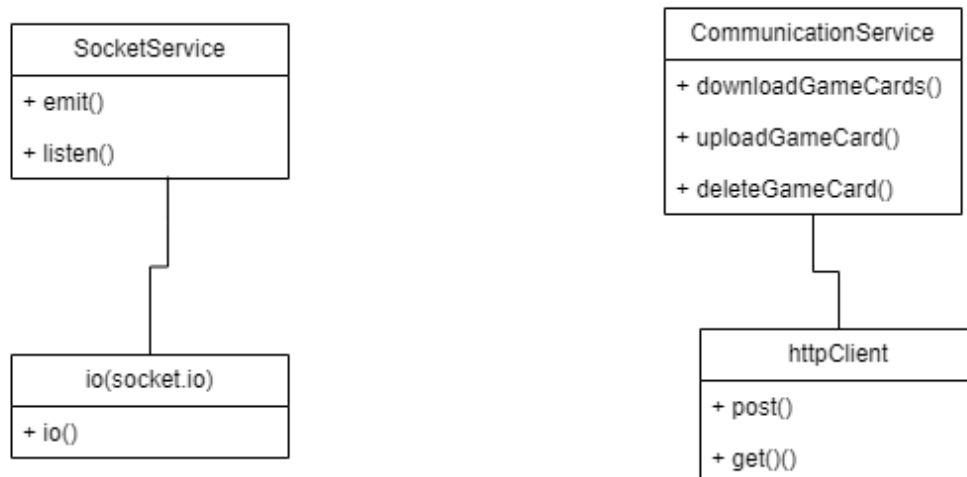 SocketService
+ emit()
+ listen()
io(socket.io)
+ io()
CommunicationService
+ downloadGameCards()
+ uploadGameCard()
+ deleteGameCard()
httpClient
+ post()
+ get()()